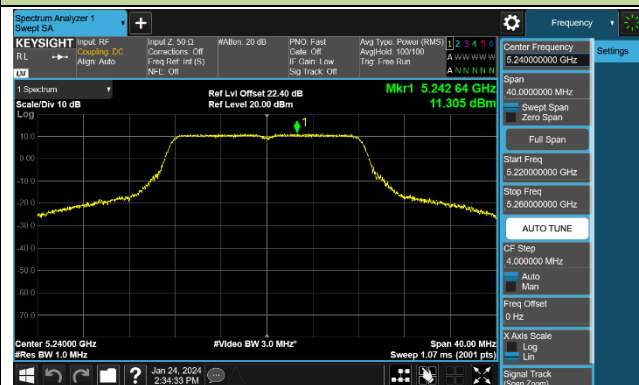 Spectrum Analyzer 1
Swept SA
Frequency
KEYSIGHT
RL
LXI
Input: RF
Coupling: DC
Align: Auto
Input Z: 50 Ω
Corrections: Off
Freq Ref: Int (S)
NFE: Off
#Atten: 20 dB
PNO: Fast
Gate: Off
IF Gain: Low
Sig Track: Off
Avg Type: Power (RMS)
Avg|Hold: 100/100
Trig: Free Run
1 2 3 4 5 6
A W W W W W
A N N N N N
1 Spectrum
Scale/Div 10 dB
Log
Ref Lvl Offset 22.40 dB
Ref Level 20.00 dBm
Mkr1 5.242 64 GHz
11.305 dBm
1
10.0
0.00
-10.0
-20.0
-30.0
-40.0
-50.0
-60.0
-70.0
Center 5.24000 GHz
#Res BW 1.0 MHz
#Video BW 3.0 MHz*
Span 40.00 MHz
Sweep 1.07 ms (2001 pts)
Jan 24, 2024
2:34:33 PM
Center Frequency
5.240000000 GHz
Settings
Span
40.0000000 MHz
Swept Span
Zero Span
Full Span
Start Freq
5.220000000 GHz
Stop Freq
5.260000000 GHz
AUTO TUNE
CF Step
4.000000 MHz
Auto
Man
Freq Offset
0 Hz
X Axis Scale
Log
Lin
Signal Track
(Span Zoom)